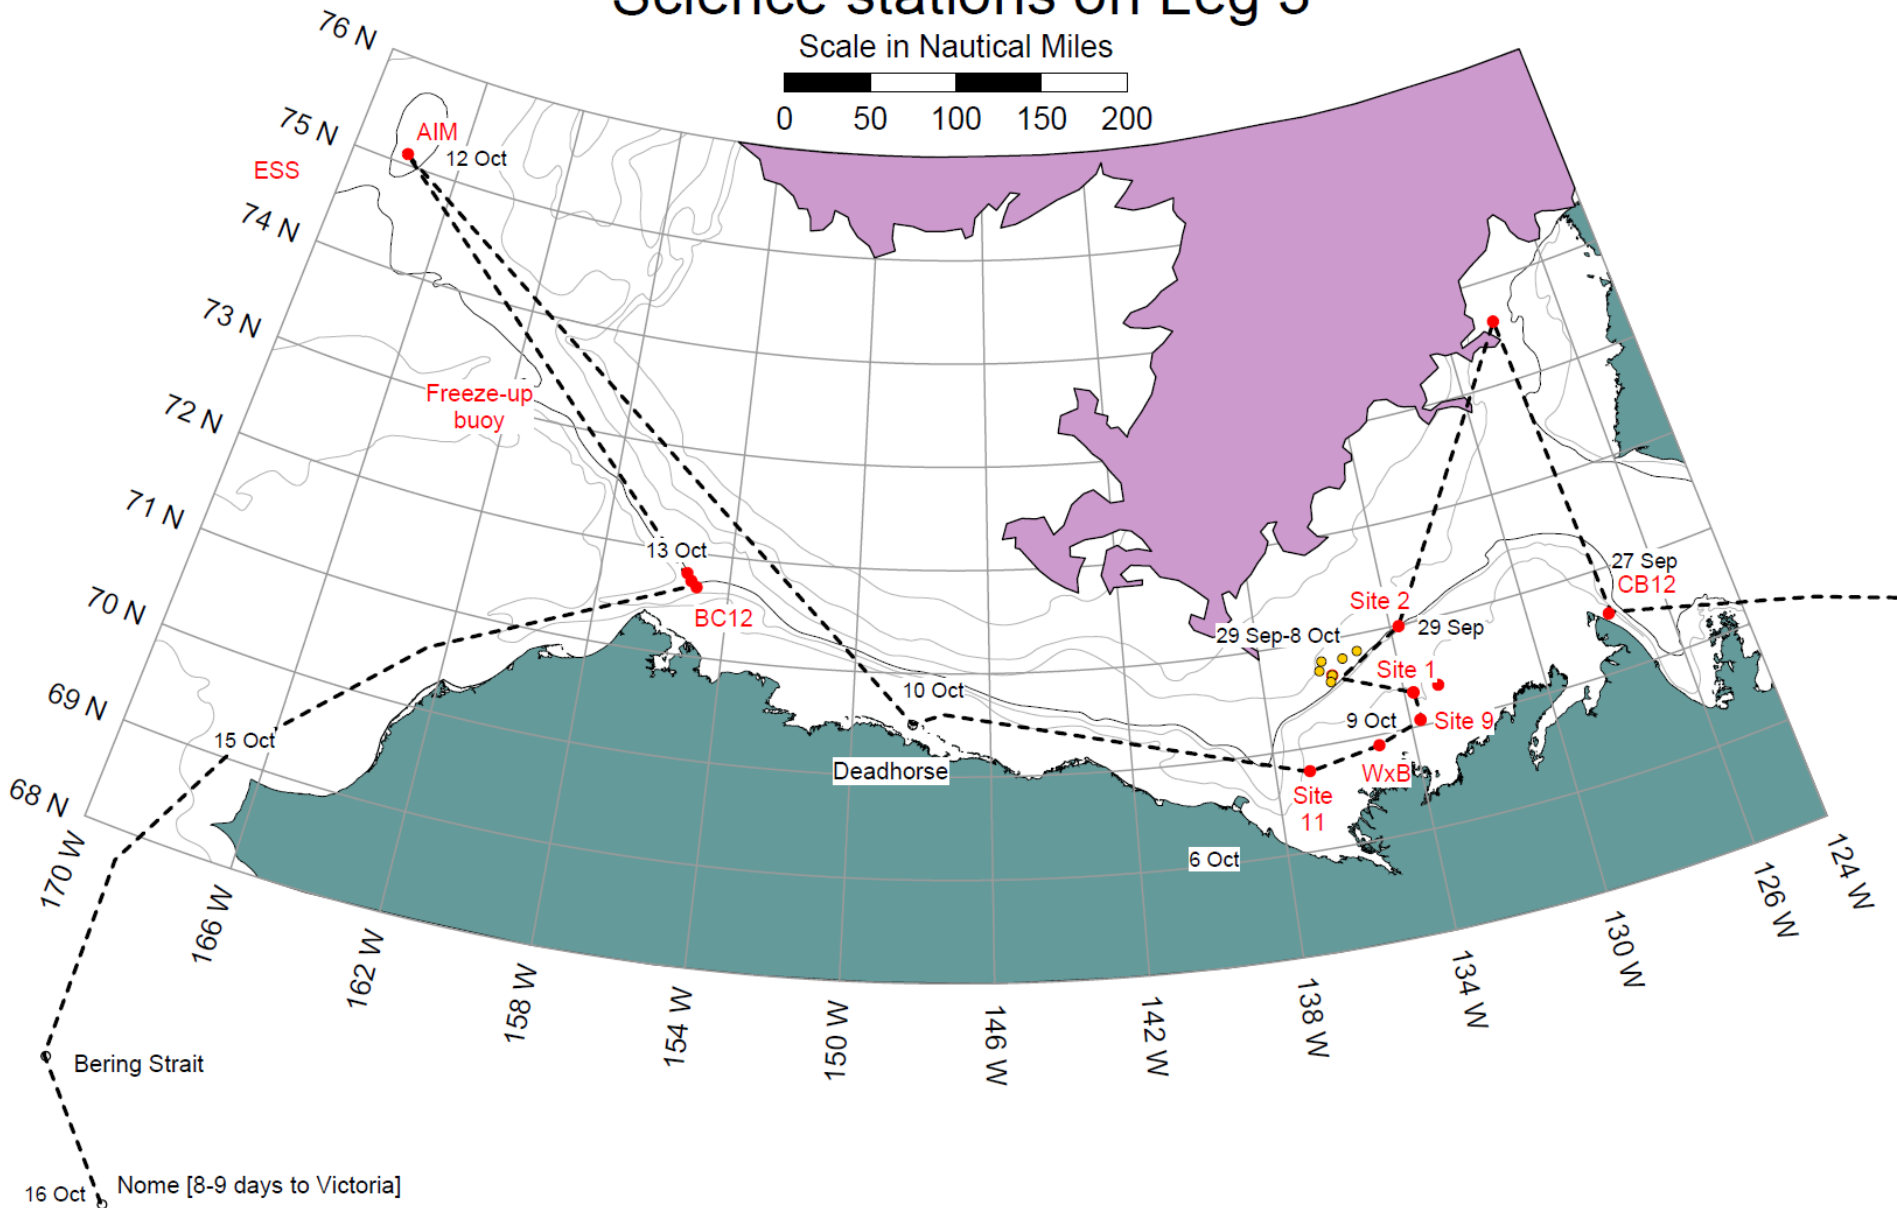 Science stations on Leg 3
Scale in Nautical Miles
0 50 100 150 200
76 N
75 N
74 N
73 N
72 N
71 N
70 N
69 N
68 N
AIM
12 Oct
ESS
Freeze-up
buoy
13 Oct
BC12
10 Oct
Deadhorse
15 Oct
27 Sep
CB12
Site 2
29 Sep
29 Sep-8 Oct
Site 1
9 Oct
Site 9
WxB
Site
11
6 Oct
170 W
166 W
162 W
158 W
154 W
150 W
146 W
142 W
138 W
134 W
130 W
126 W
124 W
Bering Strait
16 Oct
Nome [8-9 days to Victoria]